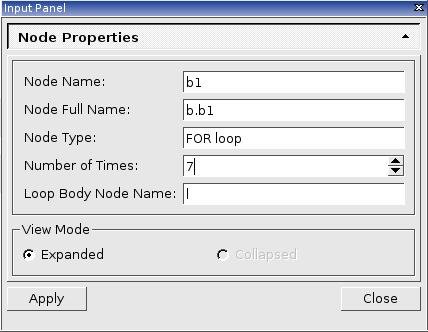 Input Panel
Node Properties
Node Name: b1
Node Full Name: b.b1
Node Type: FOR loop
Number of Times: 7
Loop Body Node Name: l
View Mode
Expanded Collapsed
Apply Close